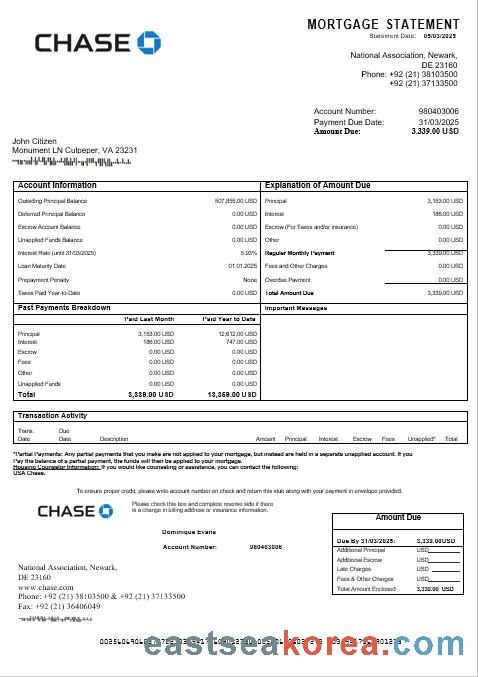 CHASE
MORTGAGE STATEMENT
Statement Date: 05/03/2025
National Association, Newark,
DE 23160
Phone: +92 (21) 38103500
+92 (21) 37133500
Account Number: 980403006
Payment Due Date: 31/03/2025
Amount Due: 3.339.00 USD
John Citizen
Monument LN Culpeper, VA 23231
Account Information
Outsiding Principal Balance 507,855.00 USD
Deferred Principal Balance 0.00 USD
Escrow Account Balance 0.00 USD
Unapplied Funds Balance 0.00 USD
Interest Rate (until 31/03/2025) 5.93%
Loan Maturity Date 01.01.2025
Prepayment Penalty None
Taxes Paid Year-to-Date 0.00 USD
Explanation of Amount Due
Principal 3,153.00 USD
Interest 186.00 USD
Escrow (For Taxes and/or insurance) 0.00 USD
Other 0.00 USD
Regular Monthly Payment 3,339.00 USD
Fees and Other Charges 0.00 USD
Overdue Payment 0.00 USD
Total Amount Due 3,339.00 USD
Past Payments Breakdown
Paid Last Month Paid Year to Date
Principal 3,153.00 USD 12,612.00 USD
Interest 186.00 USD 747.00 USD
Escrow 0.00 USD 0.00 USD
Fees 0.00 USD 0.00 USD
Other 0.00 USD 0.00 USD
Unapplied Funds 0.00 USD 0.00 USD
Total 3,339.00 USD 13,359.00 USD
Important Messages
Transaction Activity
Trans. Date Due Date Description Amount Principal Interest Escrow Fees Unapplied* Total
*Partial Payments: Any partial payments that you make are not applied to your mortgage, but instead are held in a separate unapplied account. If you
Pay the balance of a partial payment, the funds will then be applied to your mortgage.
Housing Counselor Information: If you would like counseling or assistance, you can contact the following:
USA Chase.
To ensure proper credit, please write account number on check and return this stub along with your payment in envelope provided.
CHASE
Please check this box and complete reverse side if there
is a change in billing address or insurance information.
Dominique Evans
Account Number: 980403006
Amount Due
Due By 31/03/2025: 3,339.00USD
Additional Principal USD
Additional Escrow USD
Late Charges USD
Fees & Other Charges USD
Total Amount Enclosed 3,339.00 USD
National Association, Newark,
DE 23160
www.chase.com
Phone: +92 (21) 38103500 & +92 (21) 37133500
Fax: +92 (21) 36406049
eastseakorea.com